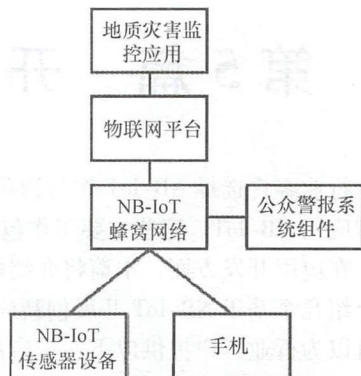 地质灾害监
控应用
物联网平台
NB-IoT
蜂窝网络
公众警报系
统组件
NB-IoT
传感器设备
手机